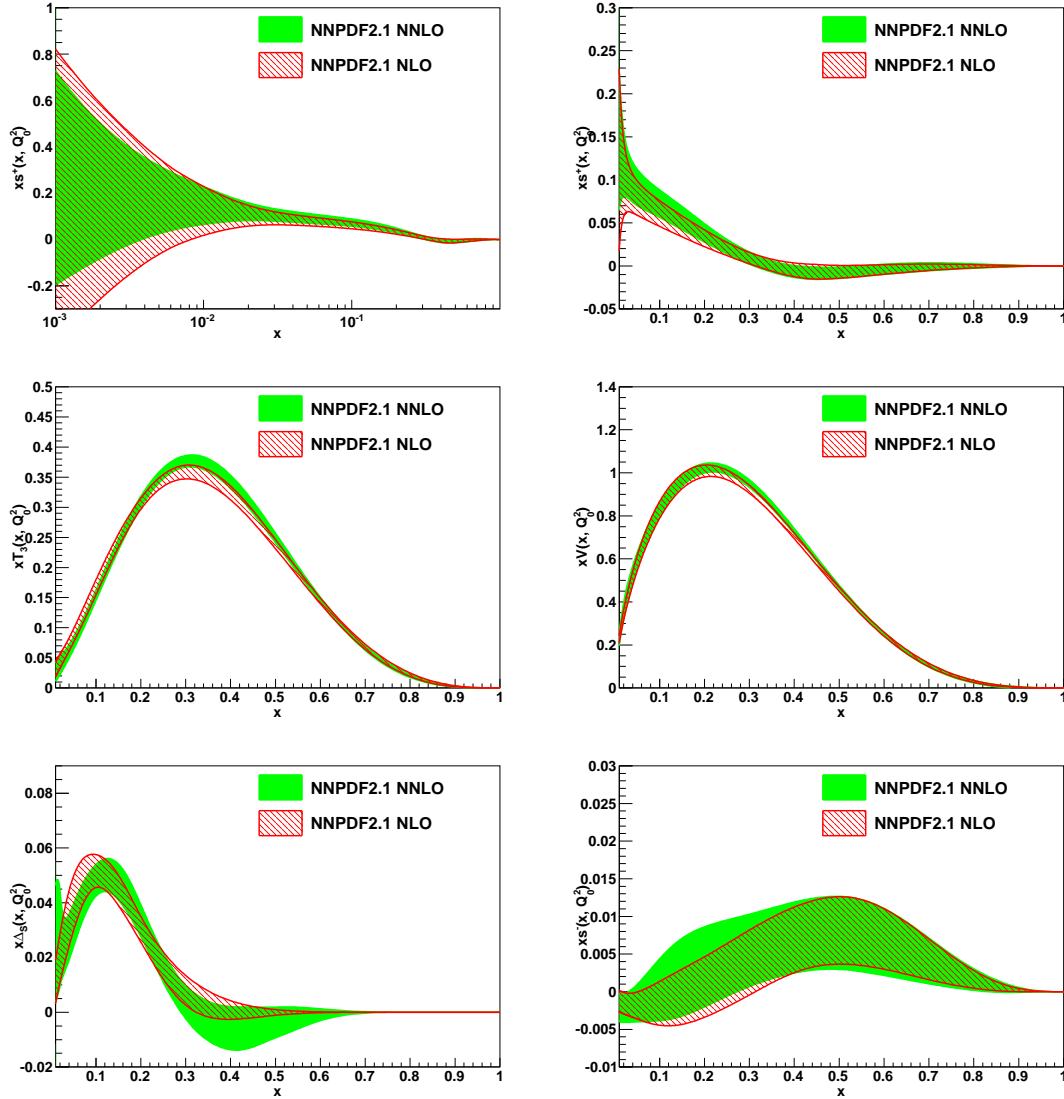 NNPDF2.1 NNLO
NNPDF2.1 NLO
xs⁺(x, Q₀²)
1
0.8
0.6
0.4
0.2
0
-0.2
10⁻³ 10⁻² 10⁻¹
x
NNPDF2.1 NNLO
NNPDF2.1 NLO
xs⁺(x, Q₀²)
0.3
0.25
0.2
0.15
0.1
0.05
0
-0.05
0.1 0.2 0.3 0.4 0.5 0.6 0.7 0.8 0.9 1
x
NNPDF2.1 NNLO
NNPDF2.1 NLO
xT₃(x, Q₀²)
0.5
0.45
0.4
0.35
0.3
0.25
0.2
0.15
0.1
0.05
0
0.1 0.2 0.3 0.4 0.5 0.6 0.7 0.8 0.9 1
x
NNPDF2.1 NNLO
NNPDF2.1 NLO
xV(x, Q₀²)
1.4
1.2
1
0.8
0.6
0.4
0.2
0
0.1 0.2 0.3 0.4 0.5 0.6 0.7 0.8 0.9 1
x
NNPDF2.1 NNLO
NNPDF2.1 NLO
xΔ_S(x, Q₀²)
0.08
0.06
0.04
0.02
0
-0.02
0.1 0.2 0.3 0.4 0.5 0.6 0.7 0.8 0.9 1
x
NNPDF2.1 NNLO
NNPDF2.1 NLO
xs⁻(x, Q₀²)
0.03
0.025
0.02
0.015
0.01
0.005
0
-0.005
-0.01
0.1 0.2 0.3 0.4 0.5 0.6 0.7 0.8 0.9 1
x